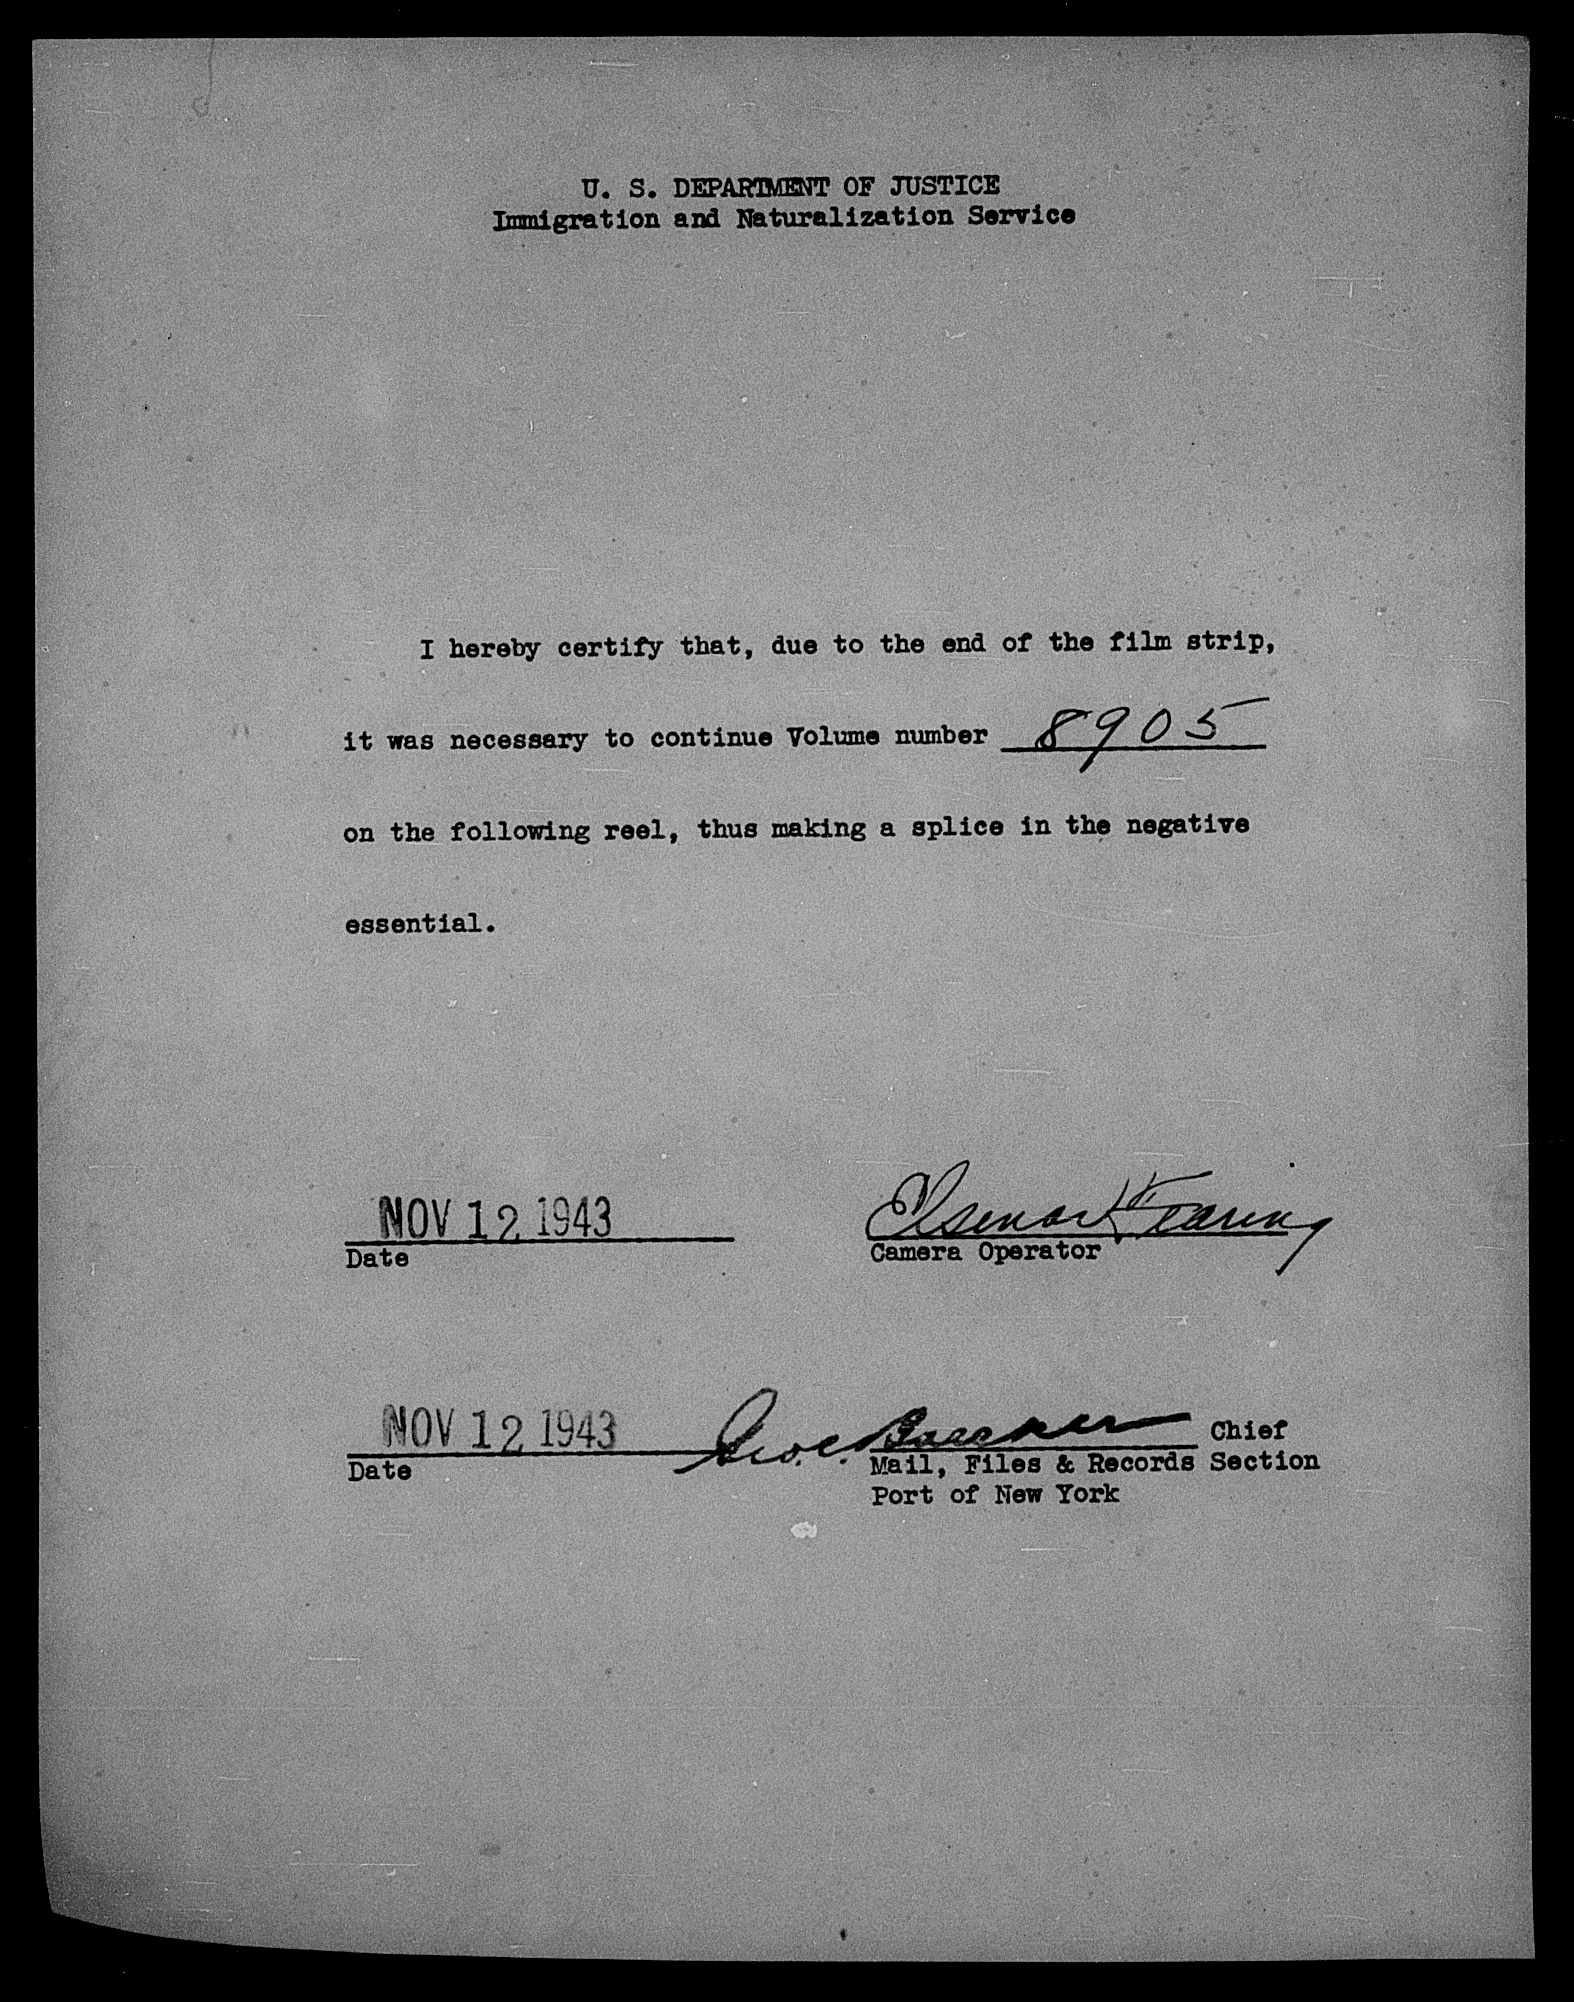 U. S. DEPARTMENT OF JUSTICE
Immigration and Naturalization Service
I hereby certify that, due to the end of the film strip,
it was necessary to continue Volume number 8905
on the following reel, thus making a splice in the negative
essential.
NOV 12 1943
Date
Camera Operator
NOV 12 1943
Date
Geo. C. Chief
Mail, Files & Records Section
Port of New York